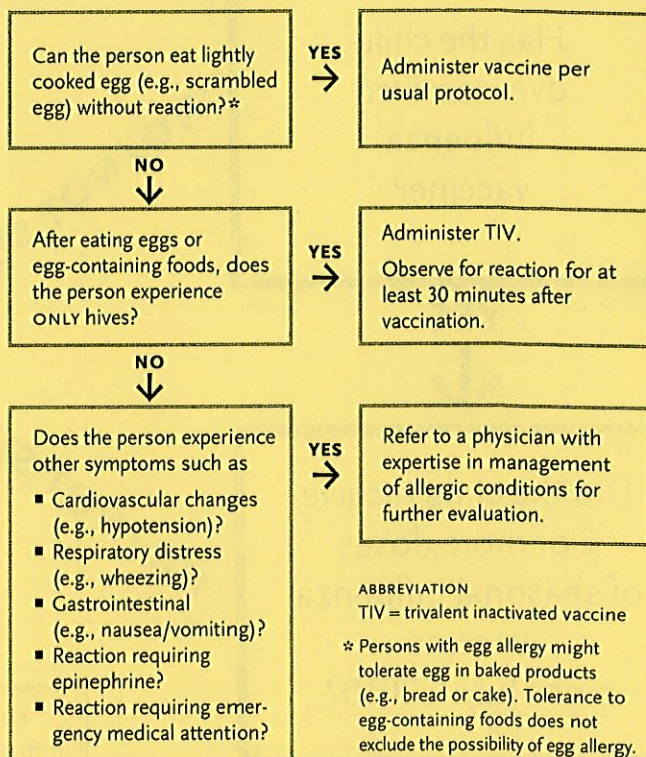 Can the person eat lightly
cooked egg (e.g., scrambled
egg) without reaction?*
YES
→
Administer vaccine per
usual protocol.
NO
↓
After eating eggs or
egg-containing foods, does
the person experience
ONLY hives?
YES
→
Administer TIV.
Observe for reaction for at
least 30 minutes after
vaccination.
NO
↓
Does the person experience
other symptoms such as
▪ Cardiovascular changes
(e.g., hypotension)?
▪ Respiratory distress
(e.g., wheezing)?
▪ Gastrointestinal
(e.g., nausea/vomiting)?
▪ Reaction requiring
epinephrine?
▪ Reaction requiring emer-
gency medical attention?
YES
→
Refer to a physician with
expertise in management
of allergic conditions for
further evaluation.
ABBREVIATION
TIV = trivalent inactivated vaccine
* Persons with egg allergy might
tolerate egg in baked products
(e.g., bread or cake). Tolerance to
egg-containing foods does not
exclude the possibility of egg allergy.